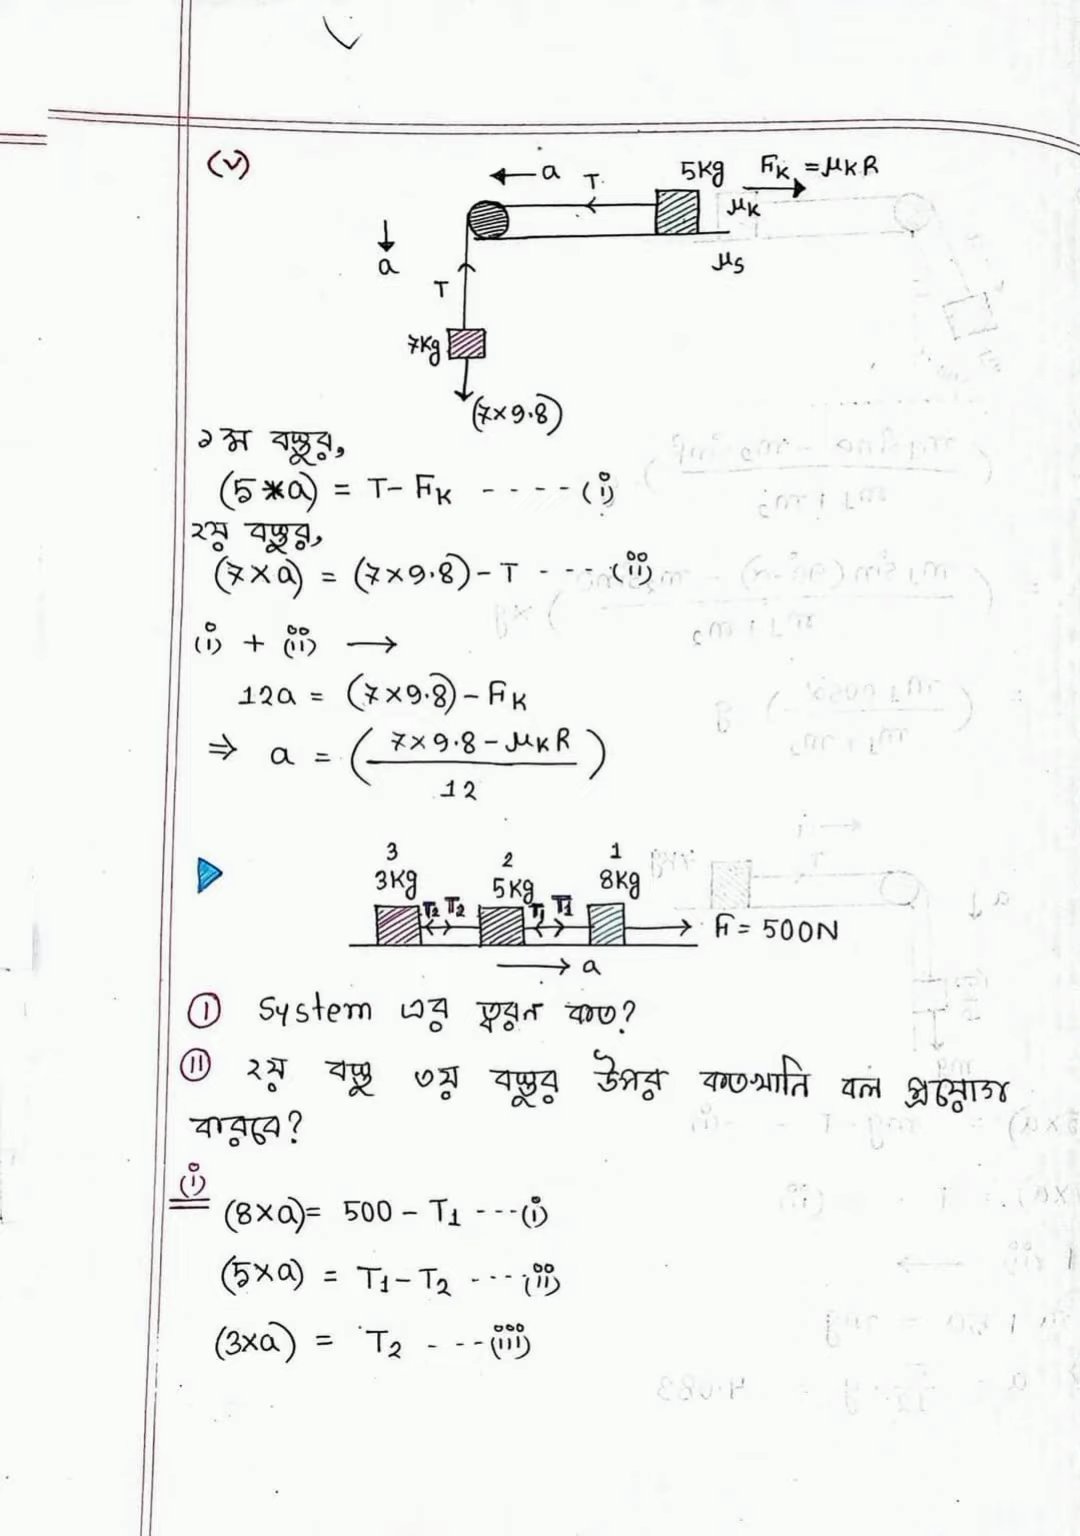 (v)
a T. 5kg Fk = μkR
μk
a μs
T
7kg
(7×9.8)
১ম বস্তুর,
(5*a) = T- Fk ----(i)
২য় বস্তুর,
(7×a) = (7×9.8)-T ----(ii)
(i) + (ii) →
12a = (7×9.8) - Fk
⇒ a = (7×9.8 - μkR / 12)
3 2 1
3kg 5kg 8kg
T2 T2 T1 T1 F = 500N
→ a
(I) System এর ত্বরন কত?
(II) ২য় বস্তু ৩য় বস্তুর উপর কতখানি বল প্রয়োগ
করবে?
(i)
(8×a)= 500 - T1 ---(i)
(5×a) = T1-T2 ----(ii)
(3×a) = T2 ---(iii)